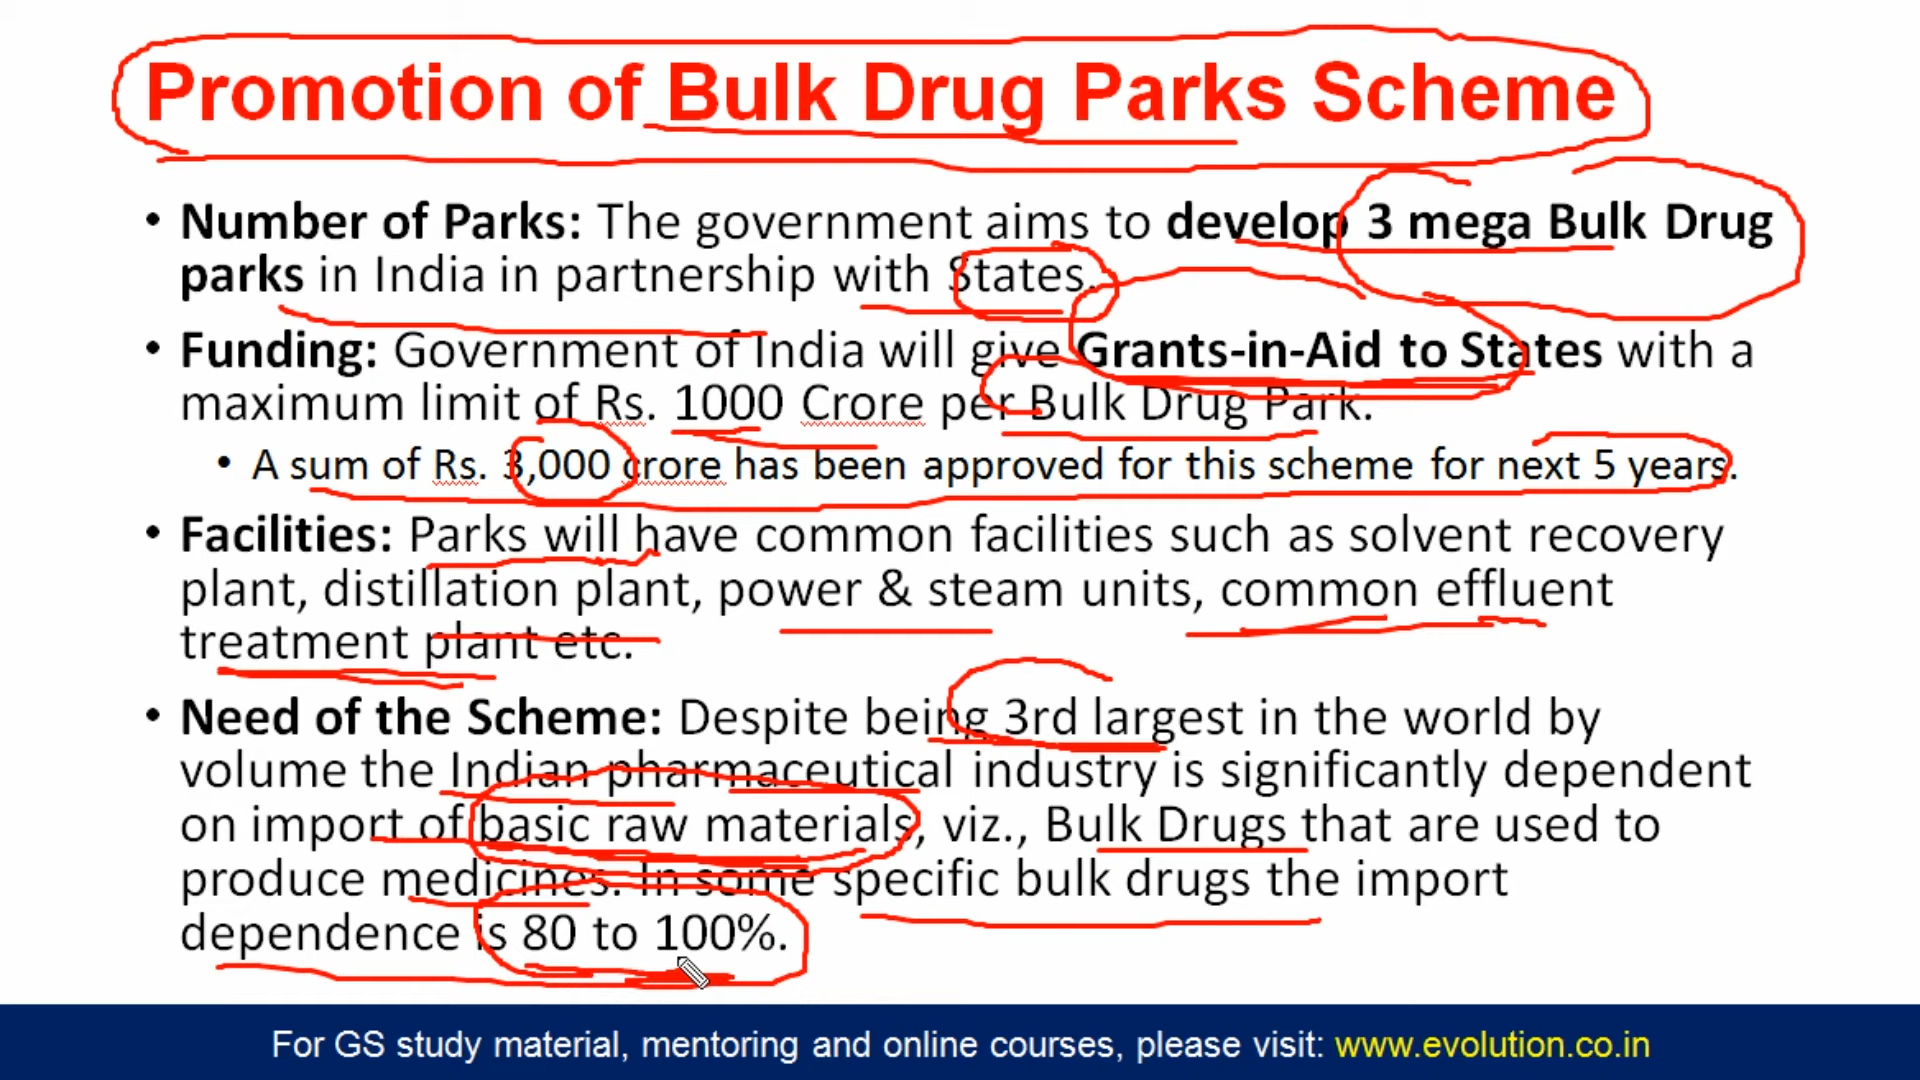 Promotion of Bulk Drug Parks Scheme
• Number of Parks: The government aims to develop 3 mega Bulk Drug
parks in India in partnership with States.
• Funding: Government of India will give Grants-in-Aid to States with a
maximum limit of Rs. 1000 Crore per Bulk Drug Park.
• A sum of Rs. 3,000 crore has been approved for this scheme for next 5 years.
• Facilities: Parks will have common facilities such as solvent recovery
plant, distillation plant, power & steam units, common effluent
treatment plant etc.
• Need of the Scheme: Despite being 3rd largest in the world by
volume the Indian pharmaceutical industry is significantly dependent
on import of basic raw materials, viz., Bulk Drugs that are used to
produce medicines. In some specific bulk drugs the import
dependence is 80 to 100%.
For GS study material, mentoring and online courses, please visit: www.evolution.co.in